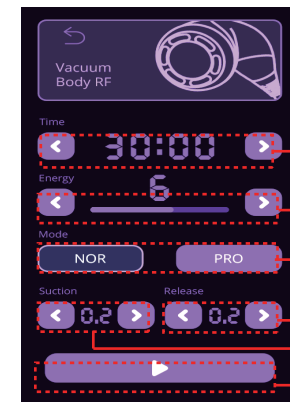 Vacuum
Body RF
Time
30:00
Energy
6
Mode
NOR PRO
Suction Release
0.2 0.2